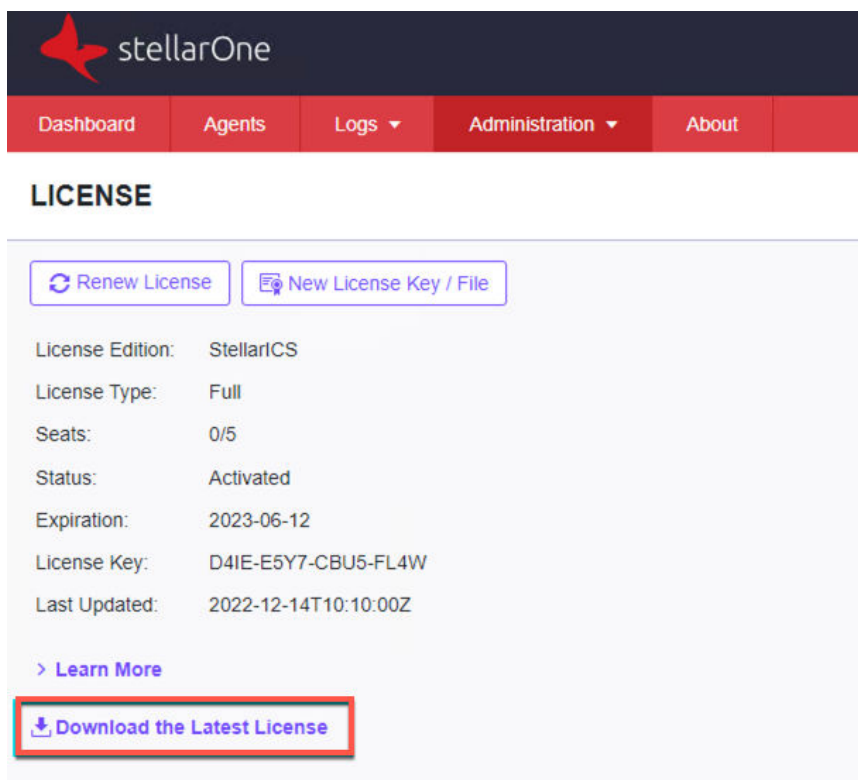 stellarOne
Dashboard Agents Logs Administration About
LICENSE
Renew License New License Key / File
License Edition: StellarICS
License Type: Full
Seats: 0/5
Status: Activated
Expiration: 2023-06-12
License Key: D4IE-E5Y7-CBU5-FL4W
Last Updated: 2022-12-14T10:10:00Z
> Learn More
Download the Latest License